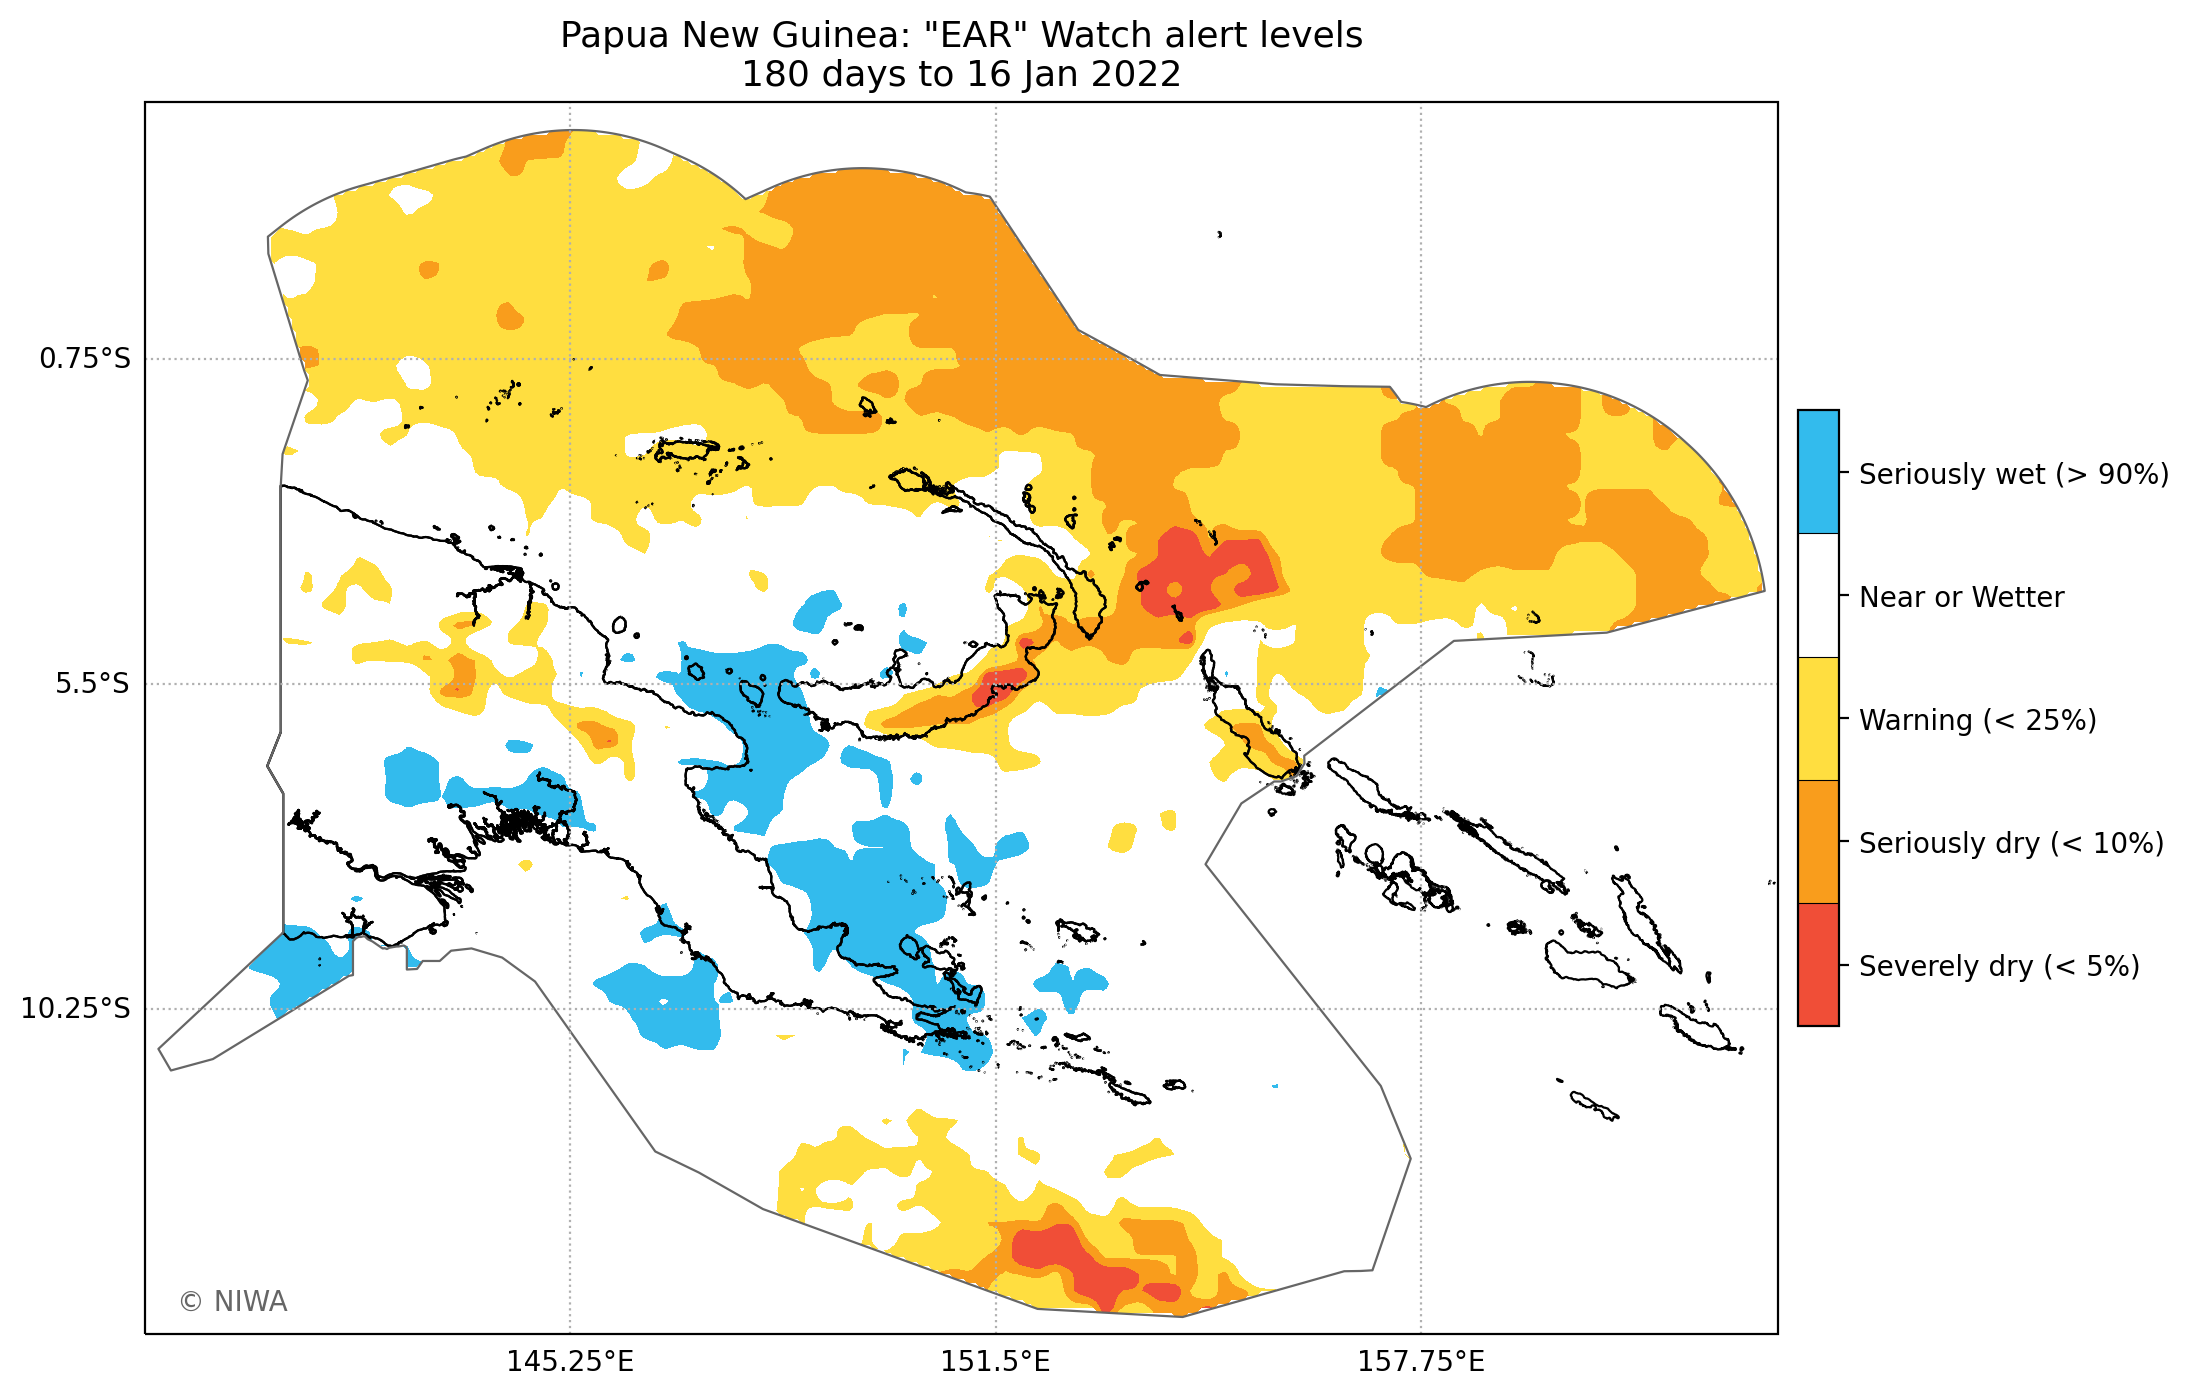 Papua New Guinea: "EAR" Watch alert levels
180 days to 16 Jan 2022
0.75°S
5.5°S
10.25°S
145.25°E
151.5°E
157.75°E
© NIWA
Seriously wet (> 90%)
Near or Wetter
Warning (< 25%)
Seriously dry (< 10%)
Severely dry (< 5%)